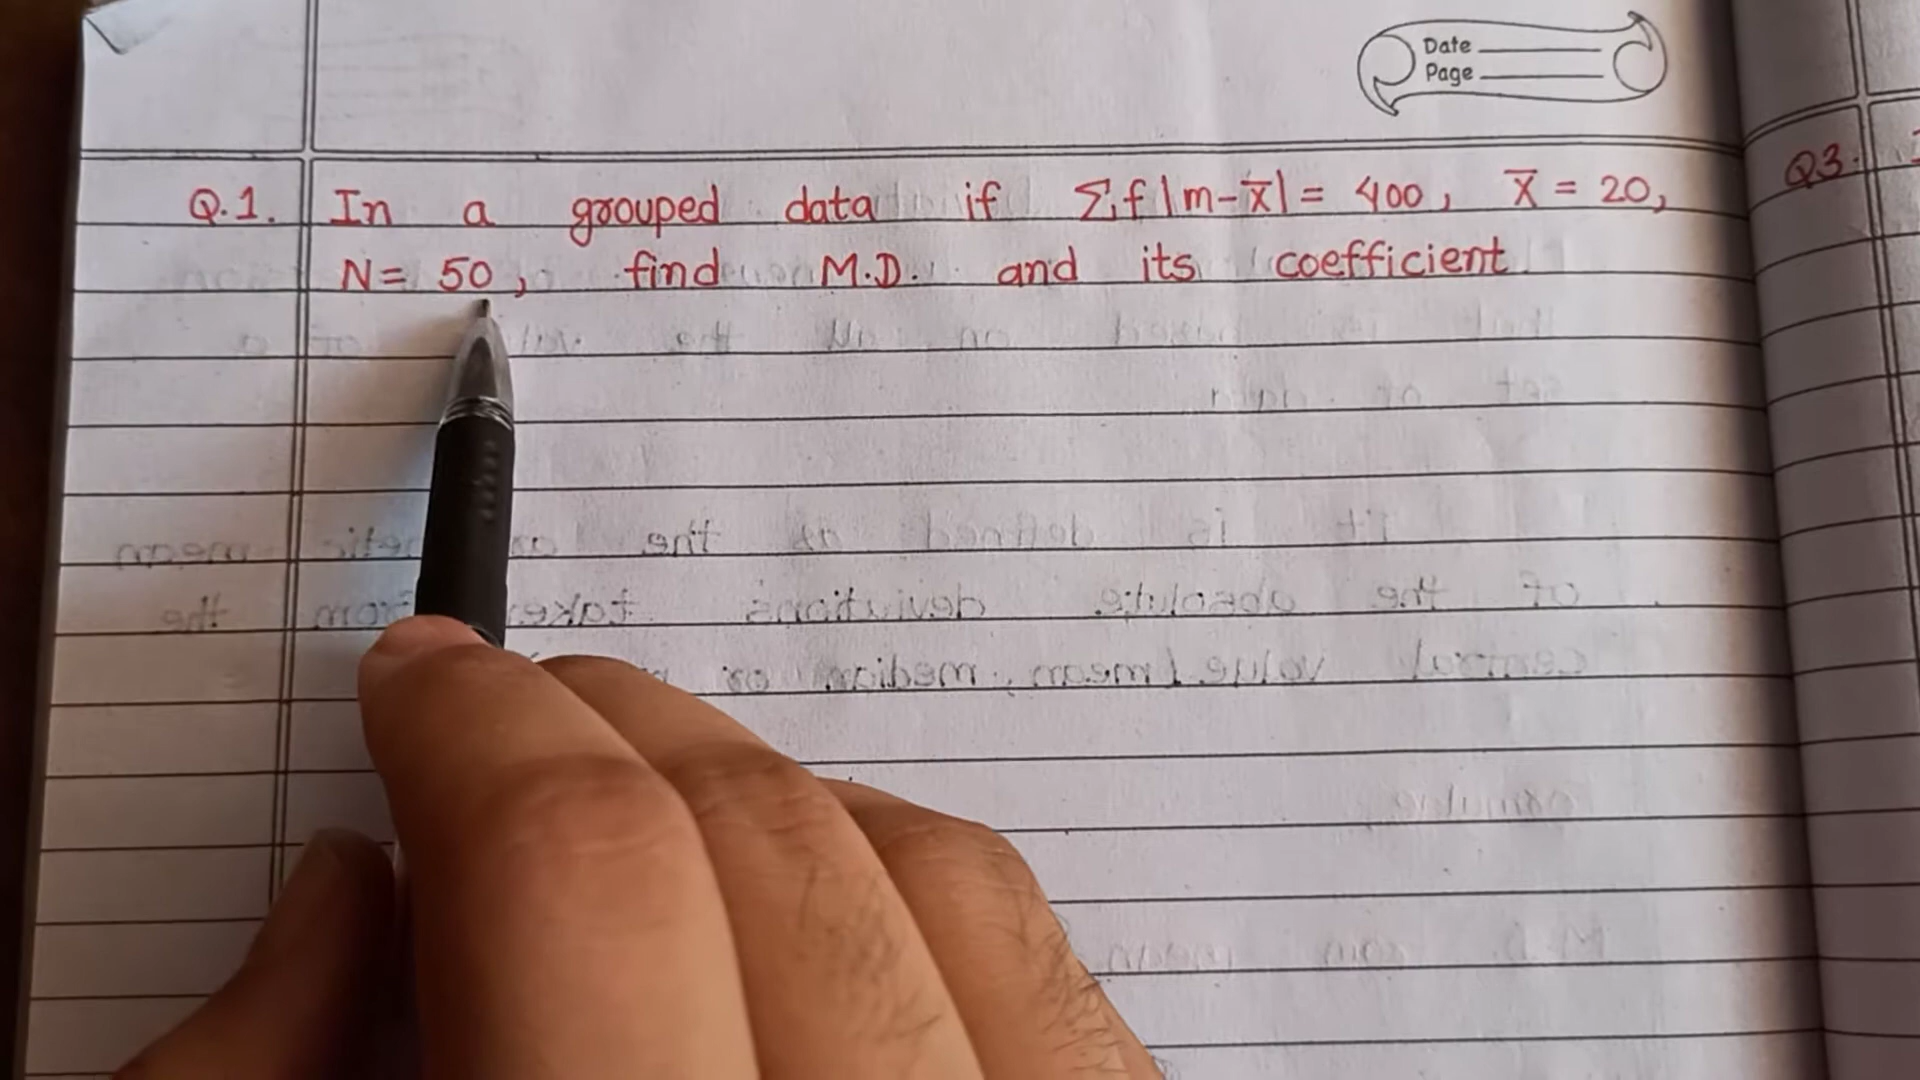 Date
Page
Q.1. In a grouped data if Σf|m-x̅| = 400, X̅ = 20,
N = 50, find M.D. and its coefficient
Q3.